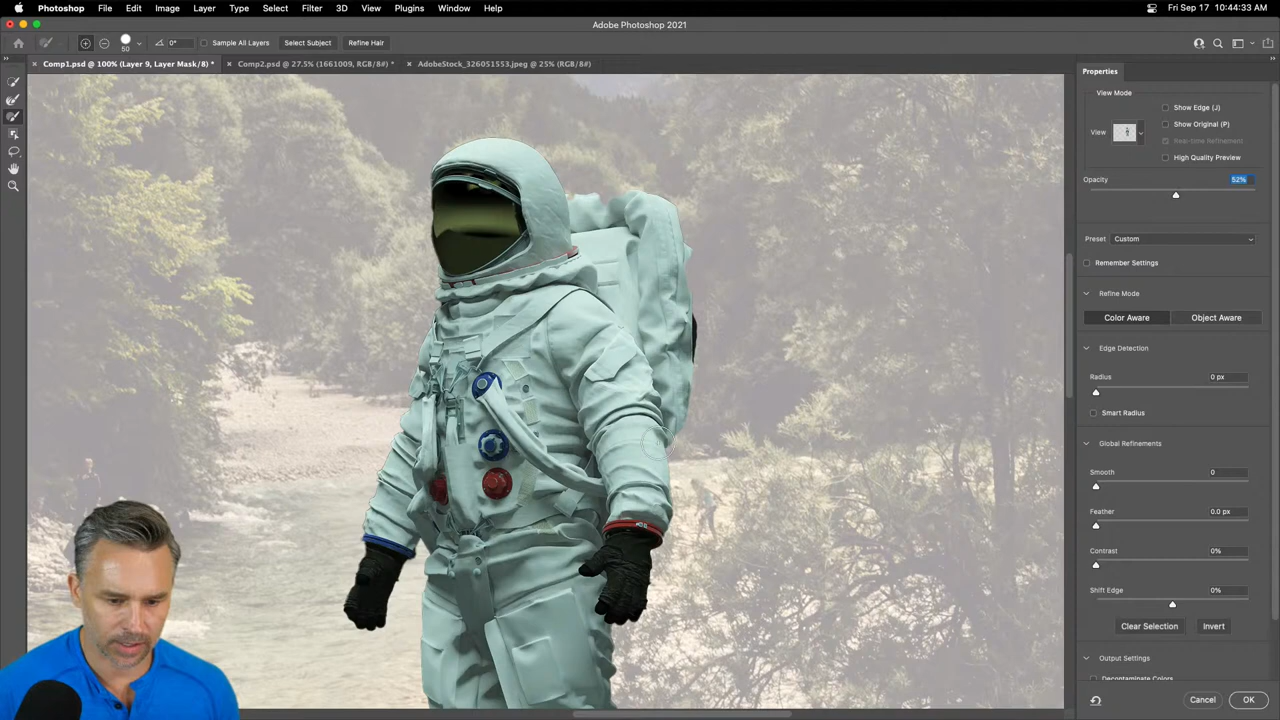 Photoshop File Edit Image Layer Type Select Filter 3D View Plugins Window Help Fri Sep 17 10:44:33 AM
Adobe Photoshop 2021
50 0° Sample All Layers Select Subject Refine Hair
Comp1.psd @ 100% (Layer 9, Layer Mask/8) * Comp2.psd @ 27.5% (1661009, RGB/8#) * AdobeStock_326051553.jpeg @ 25% (RGB/8#)
Properties
View Mode
Show Edge (J)
View Show Original (P)
Real-time Refinement
High Quality Preview
Opacity 52%
Preset Custom
Remember Settings
Refine Mode
Color Aware Object Aware
Edge Detection
Radius 0 px
Smart Radius
Global Refinements
Smooth 0
Feather 0.0 px
Contrast 0%
Shift Edge 0%
Clear Selection Invert
Output Settings
Decontaminate Colors
Cancel OK